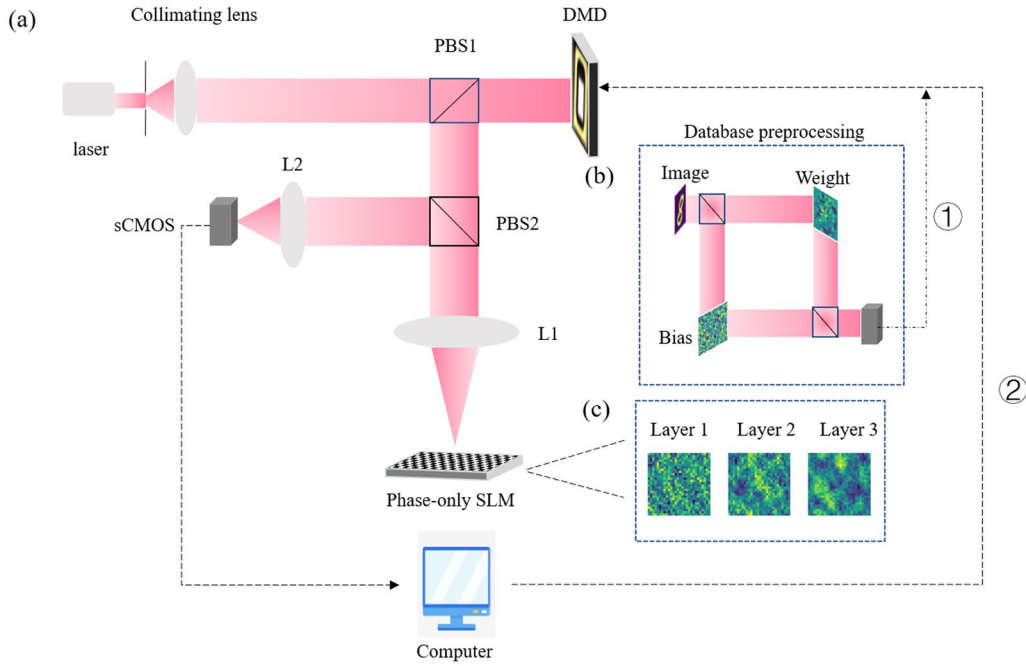 (a)
Collimating lens
DMD
PBS1
laser
Database preprocessing
(b)
L2
Image
Weight
sCMOS
PBS2
①
Bias
L1
②
(c)
Layer 1
Layer 2
Layer 3
Phase-only SLM
Computer